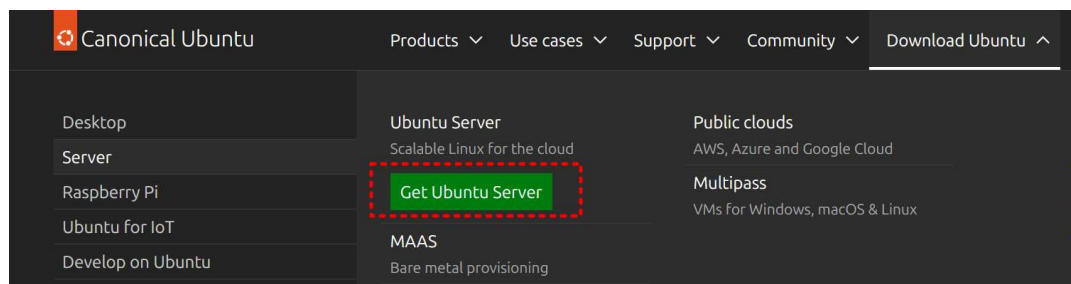 Canonical Ubuntu
Products
Use cases
Support
Community
Download Ubuntu
Desktop
Server
Raspberry Pi
Ubuntu for IoT
Develop on Ubuntu
Ubuntu Server
Scalable Linux for the cloud
Get Ubuntu Server
MAAS
Bare metal provisioning
Public clouds
AWS, Azure and Google Cloud
Multipass
VMs for Windows, macOS & Linux